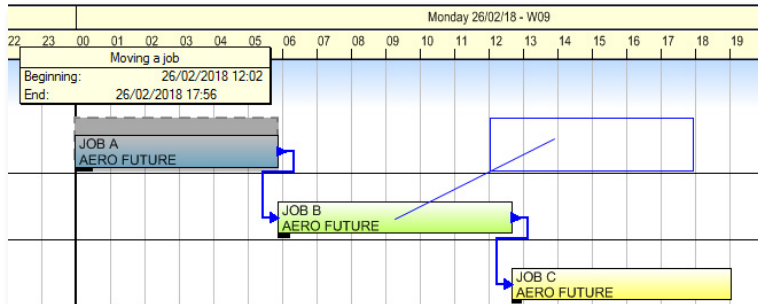 Monday 26/02/18 - W09
22 23 00 01 02 03 04 05 06 07 08 09 10 11 12 13 14 15 16 17 18 19
Moving a job
Beginning: 26/02/2018 12:02
End: 26/02/2018 17:56
JOB A
AERO FUTURE
JOB B
AERO FUTURE
JOB C
AERO FUTURE